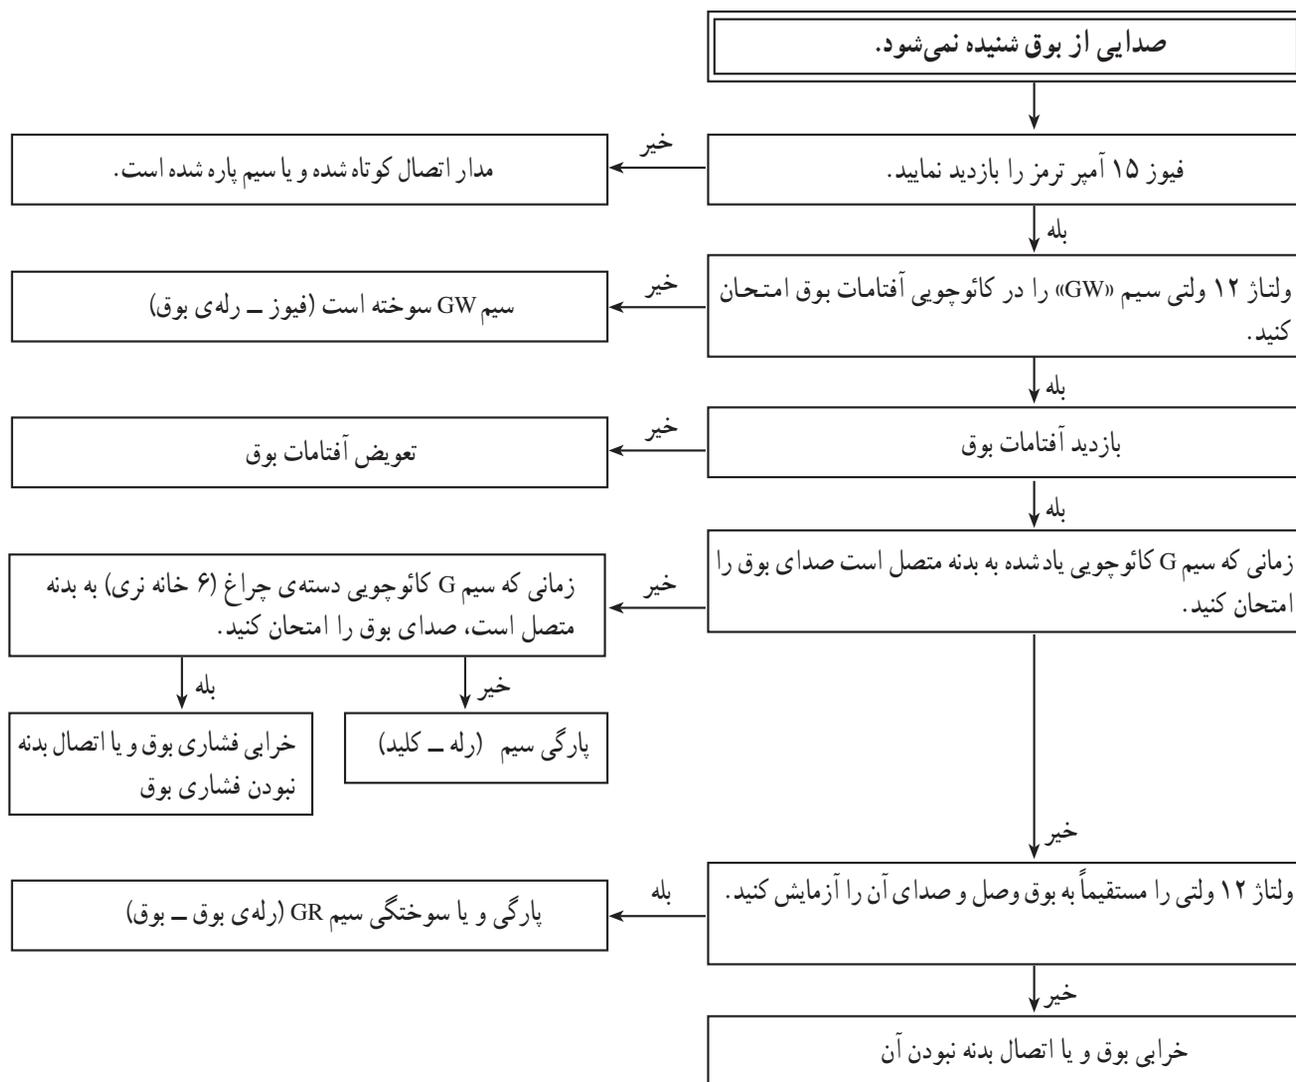 صدایی از بوق شنیده نمی‌شود.
فیوز ۱۵ آمپر ترمز را بازدید نمایید.
خیر
مدار اتصال کوتاه شده و یا سیم پاره شده است.
بله
ولتاژ ۱۲ ولتی سیم «GW» را در کائوچویی آفتامات بوق امتحان
کنید.
خیر
سیم GW سوخته است (فیوز – رله‌ی بوق)
بله
بازدید آفتامات بوق
خیر
تعویض آفتامات بوق
بله
زمانی که سیم G کائوچویی یادشده به بدنه متصل است صدای بوق را
امتحان کنید.
خیر
زمانی که سیم G کائوچویی دسته‌ی چراغ (۶ خانه نری) به بدنه
متصل است، صدای بوق را امتحان کنید.
خیر
پارگی سیم (رله – کلید)
بله
خرابی فشاری بوق و یا اتصال بدنه
نبودن فشاری بوق
خیر
ولتاژ ۱۲ ولتی را مستقیماً به بوق وصل و صدای آن را آزمایش کنید.
بله
پارگی و یا سوختگی سیم GR (رله‌ی بوق – بوق)
خیر
خرابی بوق و یا اتصال بدنه نبودن آن